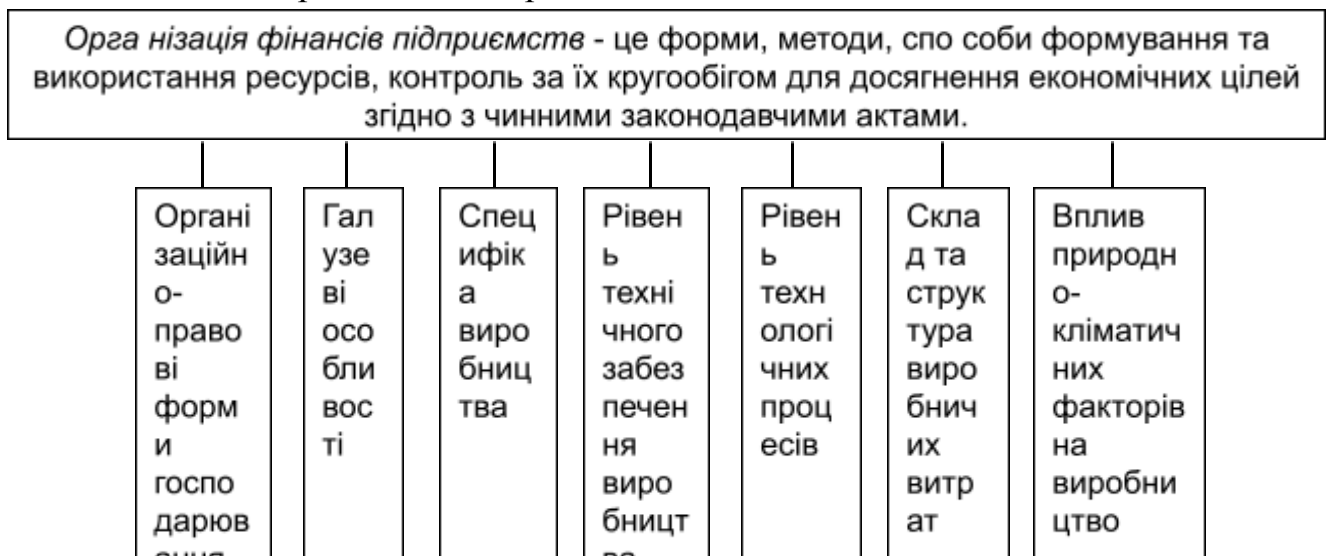 Орга нізація фінансів підприємств - це форми, методи, спо соби формування та
використання ресурсів, контроль за їх кругообігом для досягнення економічних цілей
згідно з чинними законодавчими актами.
Органі
заційн
о-
право
ві
форм
и
госпо
дарюв
Гал
узе
ві
осо
бли
вос
ті
Спец
ифік
а
виро
бниц
тва
Рівен
ь
техні
чного
забез
печен
ня
виро
бницт
Рівен
ь
техн
ологі
чних
проц
есів
Скла
д та
струк
тура
виро
бнич
их
витр
ат
Вплив
природн
о-
кліматич
них
факторів
на
виробни
цтво